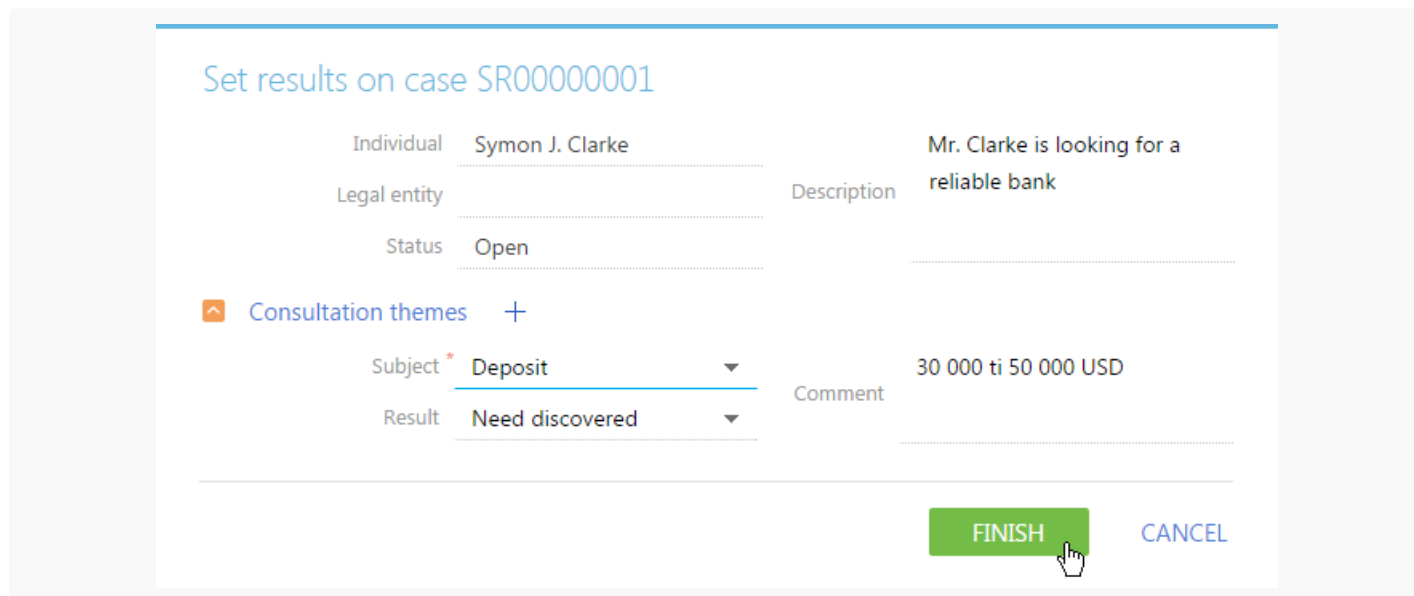 Set results on case SR00000001
Individual Symon J. Clarke
Legal entity
Status Open
Description Mr. Clarke is looking for a
reliable bank
Consultation themes +
Subject * Deposit
Result Need discovered
Comment 30 000 ti 50 000 USD
FINISH CANCEL